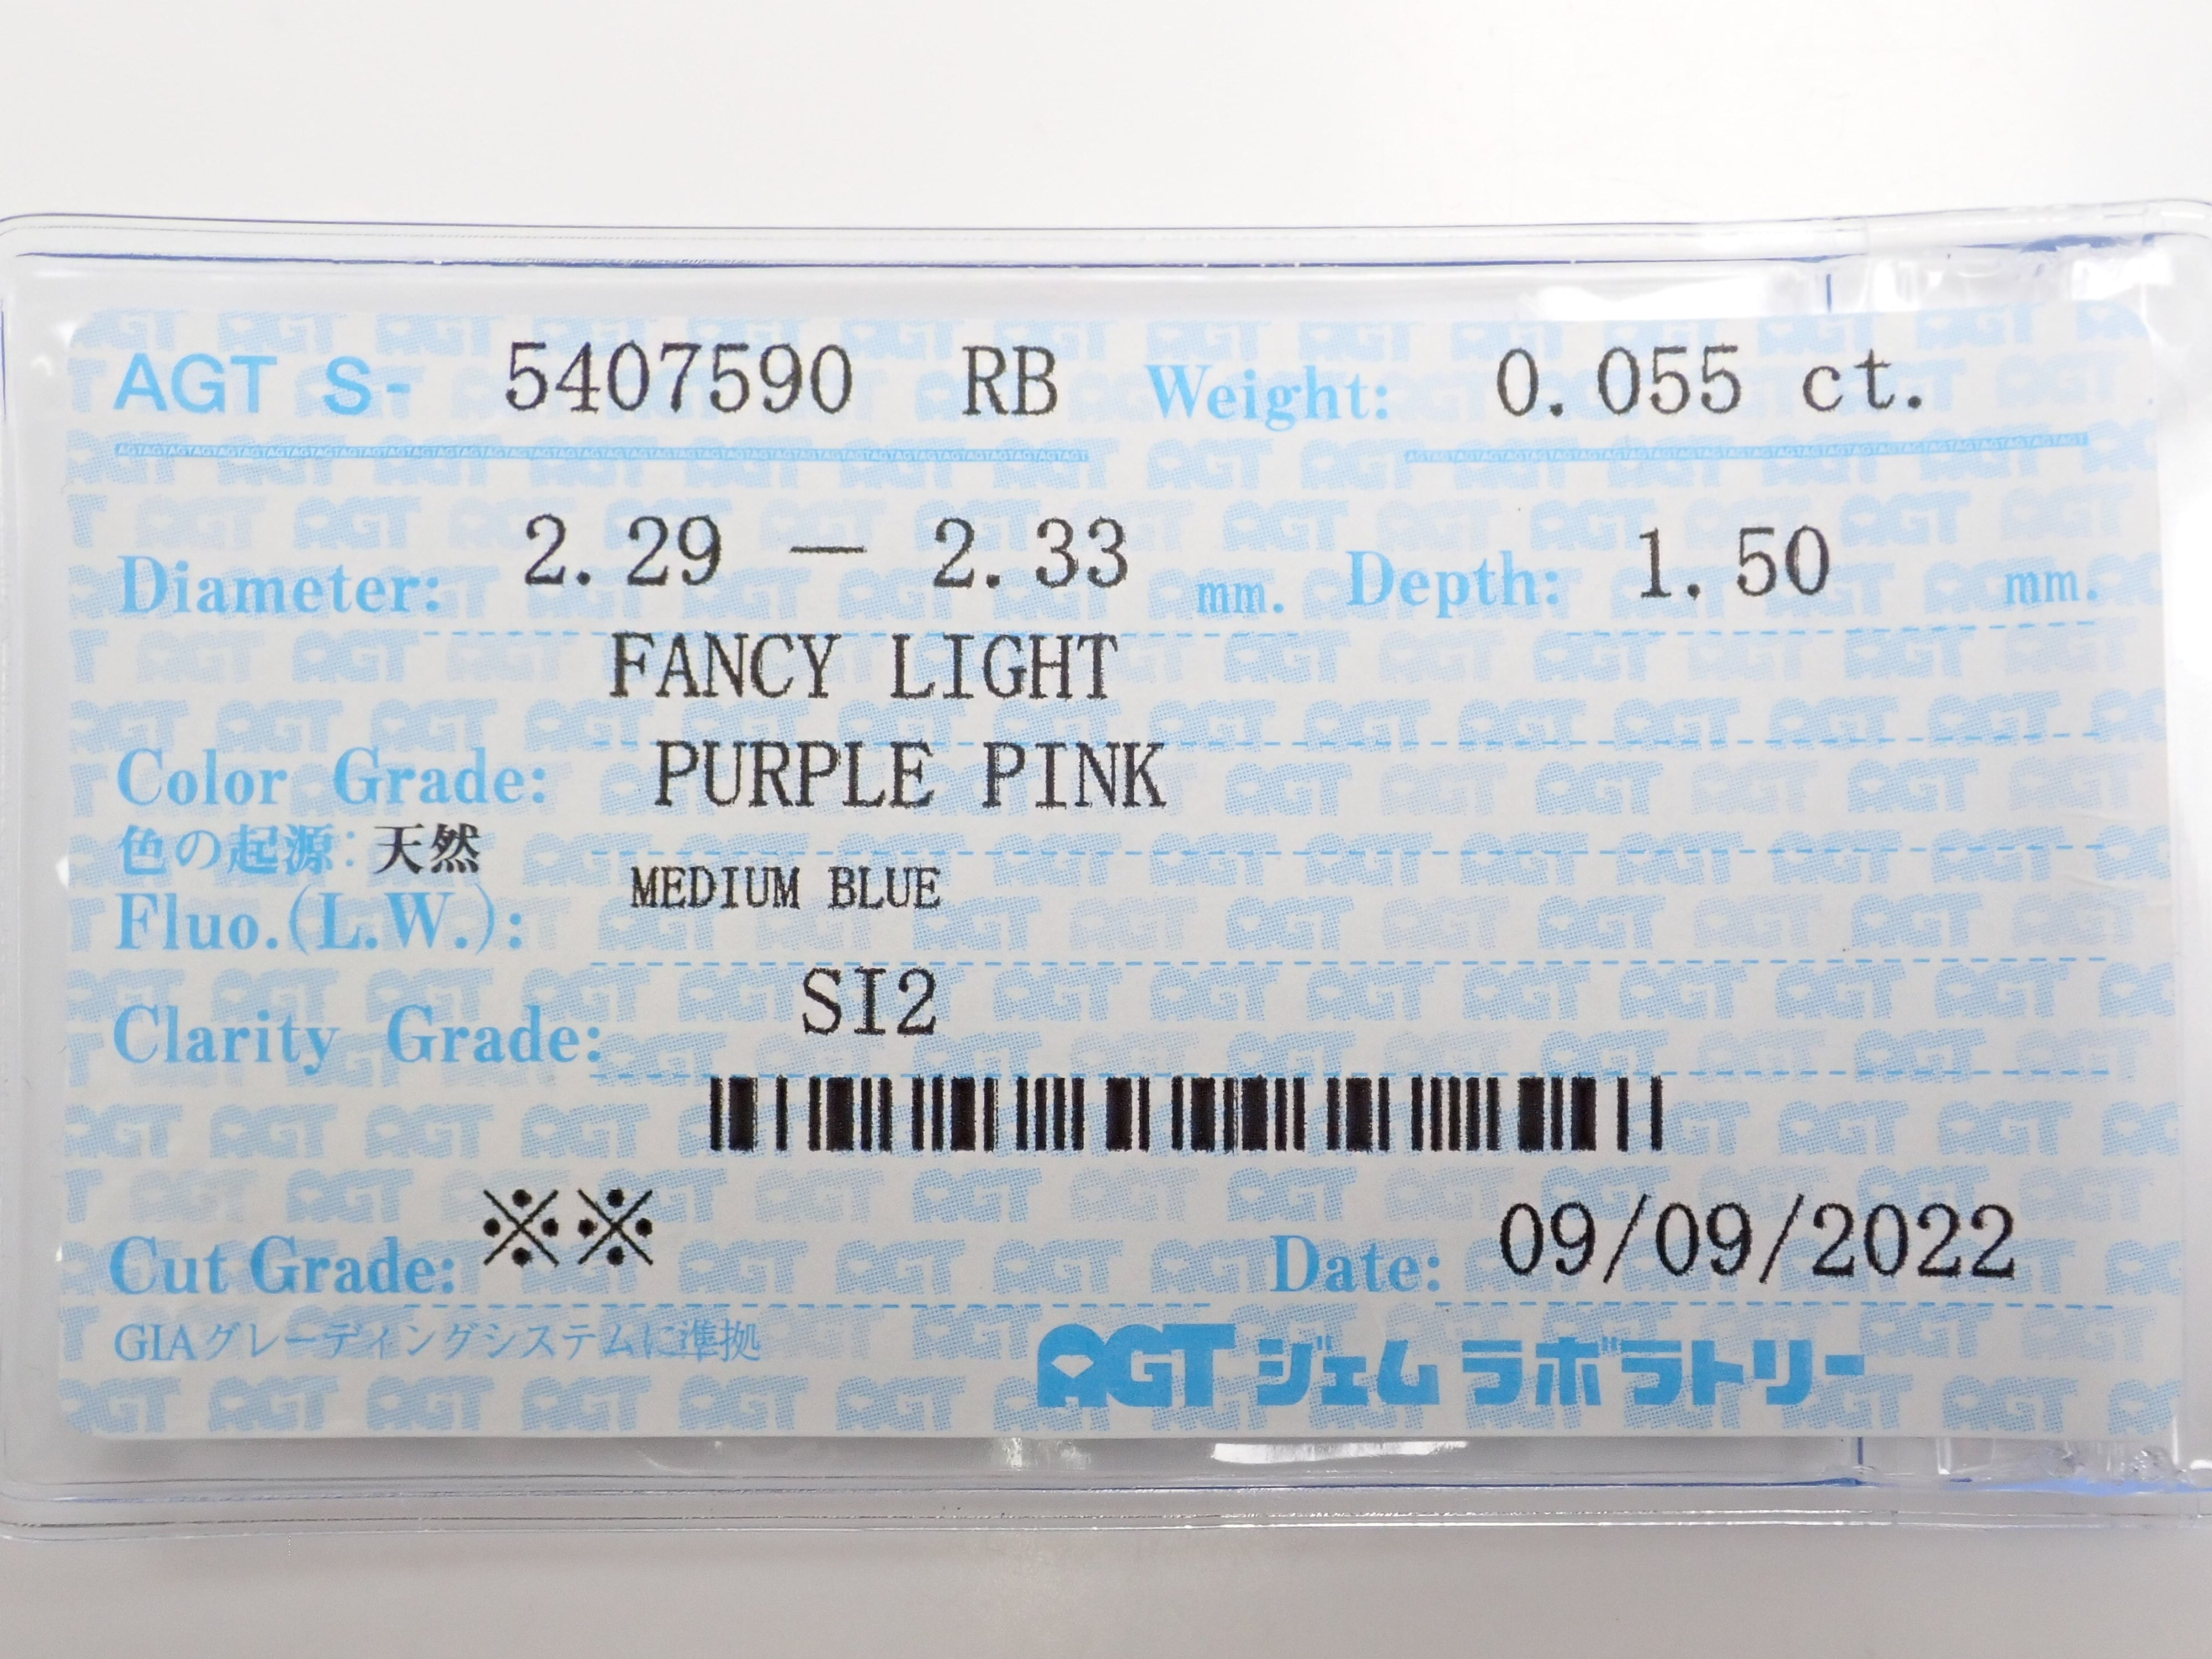 AGT S- 5407590 RB Weight: 0.055 ct.
Diameter: 2.29 — 2.33 mm. Depth: 1.50 mm.
FANCY LIGHT
Color Grade: PURPLE PINK
色の起源: 天然
Fluo.(L.W.): MEDIUM BLUE
Clarity Grade: SI2
Cut Grade: ※※ Date: 09/09/2022
GIAグレーディングシステムに準拠
AGTジェムラボラトリー